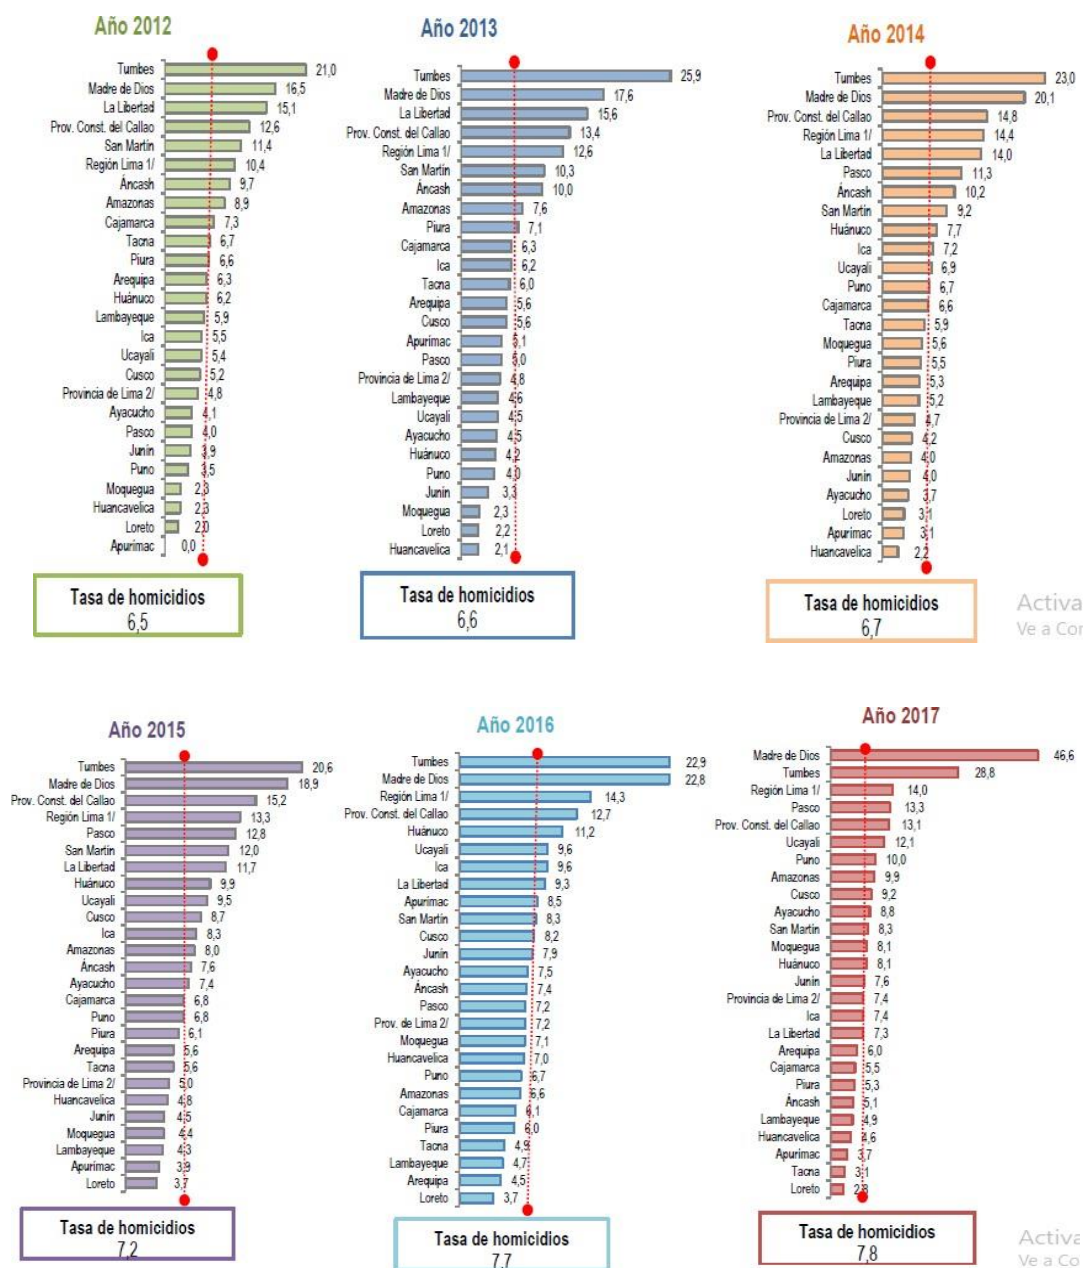 Año 2012
Tumbes 21,0
Madre de Dios 16,5
La Libertad 15,1
Prov. Const. del Callao 12,6
San Martín 11,4
Región Lima 1/ 10,4
Áncash 9,7
Amazonas 8,9
Cajamarca 7,3
Tacna 6,7
Piura 6,6
Arequipa 6,3
Huánuco 6,2
Lambayeque 5,9
Ica 5,5
Ucayali 5,4
Cusco 5,2
Provincia de Lima 2/ 4,8
Ayacucho 4,1
Pasco 4,0
Junín 3,9
Puno 3,5
Moquegua 2,3
Huancavelica 2,3
Loreto 2,0
Apurímac 0,0
Tasa de homicidios
6,5
Año 2013
Tumbes 25,9
Madre de Dios 17,6
La Libertad 15,6
Prov. Const. del Callao 13,4
Región Lima 1/ 12,6
San Martín 10,3
Áncash 10,0
Amazonas 7,6
Piura 7,1
Cajamarca 6,3
Ica 6,2
Tacna 6,0
Arequipa 5,6
Cusco 5,6
Apurímac 5,1
Pasco 5,0
Provincia de Lima 2/ 4,8
Lambayeque 4,6
Ucayali 4,5
Ayacucho 4,5
Huánuco 4,2
Puno 4,0
Junín 3,3
Moquegua 2,3
Loreto 2,2
Huancavelica 2,1
Tasa de homicidios
6,6
Año 2014
Tumbes 23,0
Madre de Dios 20,1
Prov. Const. del Callao 14,8
Región Lima 1/ 14,4
La Libertad 14,0
Pasco 11,3
Áncash 10,2
San Martín 9,2
Huánuco 7,7
Ica 7,2
Ucayali 6,9
Puno 6,7
Cajamarca 6,6
Tacna 5,9
Moquegua 5,6
Piura 5,5
Arequipa 5,3
Lambayeque 5,2
Provincia de Lima 2/ 4,7
Cusco 4,2
Amazonas 4,0
Junín 4,0
Ayacucho 3,7
Loreto 3,1
Apurímac 3,1
Huancavelica 2,2
Tasa de homicidios
6,7
Activa
Ve a Cor
Año 2015
Tumbes 20,6
Madre de Dios 18,9
Prov. Const. del Callao 15,2
Región Lima 1/ 13,3
Pasco 12,8
San Martín 12,0
La Libertad 11,7
Huánuco 9,9
Ucayali 9,5
Cusco 8,7
Ica 8,3
Amazonas 8,0
Áncash 7,6
Ayacucho 7,4
Cajamarca 6,8
Puno 6,8
Piura 6,1
Arequipa 5,6
Tacna 5,6
Provincia de Lima 2/ 5,0
Huancavelica 4,8
Junín 4,5
Moquegua 4,4
Lambayeque 4,3
Apurímac 3,9
Loreto 3,7
Tasa de homicidios
7,2
Año 2016
Tumbes 22,9
Madre de Dios 22,8
Región Lima 1/ 14,3
Prov. Const. del Callao 12,7
Huánuco 11,2
Ucayali 9,6
Ica 9,6
La Libertad 9,3
Apurímac 8,5
San Martín 8,3
Cusco 8,2
Junín 7,9
Ayacucho 7,5
Áncash 7,4
Pasco 7,2
Prov. de Lima 2/ 7,2
Moquegua 7,1
Huancavelica 7,0
Puno 6,7
Amazonas 6,6
Cajamarca 6,1
Piura 6,0
Tacna 4,9
Lambayeque 4,7
Arequipa 4,5
Loreto 3,7
Tasa de homicidios
7,7
Año 2017
Madre de Dios 46,6
Tumbes 28,8
Región Lima 1/ 14,0
Pasco 13,3
Prov. Const. del Callao 13,1
Ucayali 12,1
Puno 10,0
Amazonas 9,9
Cusco 9,2
Ayacucho 8,8
San Martín 8,3
Moquegua 8,1
Huánuco 8,1
Junín 7,6
Provincia de Lima 2/ 7,4
Ica 7,4
La Libertad 7,3
Arequipa 6,0
Cajamarca 5,5
Piura 5,3
Áncash 5,1
Lambayeque 4,9
Huancavelica 4,6
Apurímac 3,7
Tacna 3,1
Loreto
Tasa de homicidios
7,8
Activa
Ve a Co